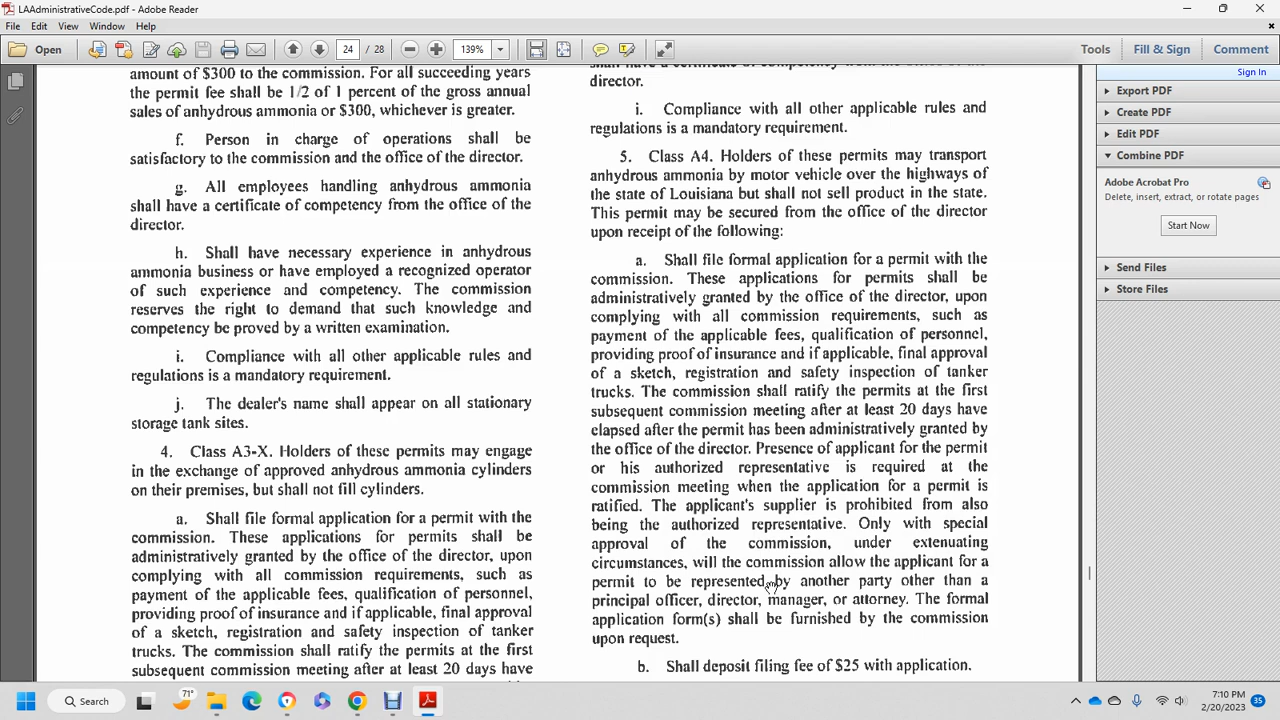 LAAdministrativeCode.pdf - Adobe Reader
File Edit View Window Help
Open 24 / 28 139% Tools Fill & Sign Comment
amount of $300 to the commission. For all succeeding years
the permit fee shall be 1/2 of 1 percent of the gross annual
sales of anhydrous ammonia or $300, whichever is greater.
f. Person in charge of operations shall be
satisfactory to the commission and the office of the director.
g. All employees handling anhydrous ammonia
shall have a certificate of competency from the office of the
director.
h. Shall have necessary experience in anhydrous
ammonia business or have employed a recognized operator
of such experience and competency. The commission
reserves the right to demand that such knowledge and
competency be proved by a written examination.
i. Compliance with all other applicable rules and
regulations is a mandatory requirement.
j. The dealer's name shall appear on all stationary
storage tank sites.
4. Class A3-X. Holders of these permits may engage
in the exchange of approved anhydrous ammonia cylinders
on their premises, but shall not fill cylinders.
a. Shall file formal application for a permit with the
commission. These applications for permits shall be
administratively granted by the office of the director, upon
complying with all commission requirements, such as
payment of the applicable fees, qualification of personnel,
providing proof of insurance and if applicable, final approval
of a sketch, registration and safety inspection of tanker
trucks. The commission shall ratify the permits at the first
subsequent commission meeting after at least 20 days have
director.
i. Compliance with all other applicable rules and
regulations is a mandatory requirement.
5. Class A4. Holders of these permits may transport
anhydrous ammonia by motor vehicle over the highways of
the state of Louisiana but shall not sell product in the state.
This permit may be secured from the office of the director
upon receipt of the following:
a. Shall file formal application for a permit with the
commission. These applications for permits shall be
administratively granted by the office of the director, upon
complying with all commission requirements, such as
payment of the applicable fees, qualification of personnel,
providing proof of insurance and if applicable, final approval
of a sketch, registration and safety inspection of tanker
trucks. The commission shall ratify the permits at the first
subsequent commission meeting after at least 20 days have
elapsed after the permit has been administratively granted by
the office of the director. Presence of applicant for the permit
or his authorized representative is required at the
commission meeting when the application for a permit is
ratified. The applicant's supplier is prohibited from also
being the authorized representative. Only with special
approval of the commission, under extenuating
circumstances, will the commission allow the applicant for a
permit to be represented by another party other than a
principal officer, director, manager, or attorney. The formal
application form(s) shall be furnished by the commission
upon request.
b. Shall deposit filing fee of $25 with application.
Sign In
Export PDF
Create PDF
Edit PDF
Combine PDF
Adobe Acrobat Pro
Delete, insert, extract, or rotate pages
Start Now
Send Files
Store Files
Search 71° 7:10 PM 35
2/20/2023